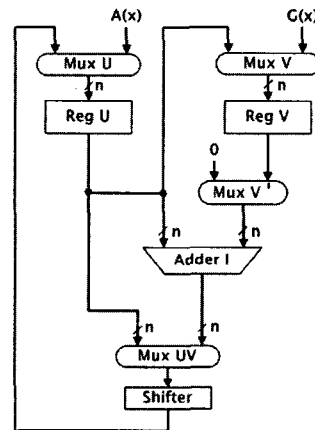 A(x) G(x)
Mux U Mux V
n n
Reg U Reg V
0
Mux V'
n n
Adder I
n n
Mux UV
Shifter